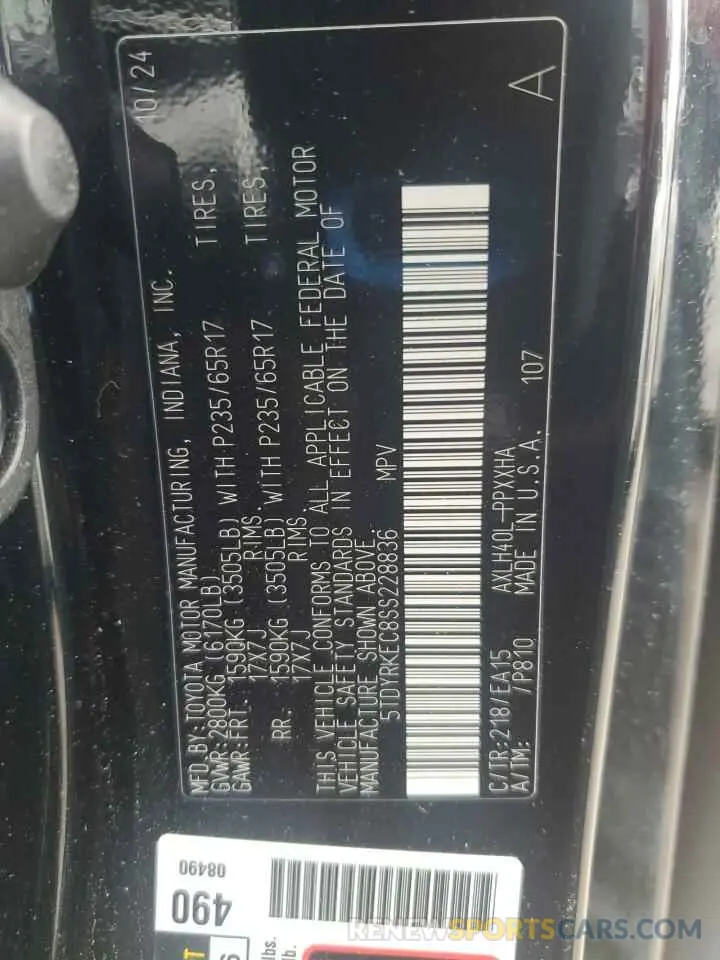 MFD. BY: TOYOTA MOTOR MANUFACTURING, INDIANA, INC. 10/24
GVWR: 2800KG (6170LB)
GAWR: FRT. 1590KG (3505LB) WITH P235/65R17 TIRES,
17X7J RIMS.
RR. 1590KG (3505LB) WITH P235/65R17 TIRES,
17X7J RIMS.
THIS VEHICLE CONFORMS TO ALL APPLICABLE FEDERAL MOTOR
VEHICLE SAFETY STANDARDS IN EFFECT ON THE DATE OF
MANUFACTURE SHOWN ABOVE.
5TDYRKEC8SS228836 MPV
C/TR: 218/EA15 AXLH40L-PPXXHA 107 A
A/TM: /P810 MADE IN U.S.A.
490
08490
lbs.
lb.
RENEWSPORTSCARS.COM